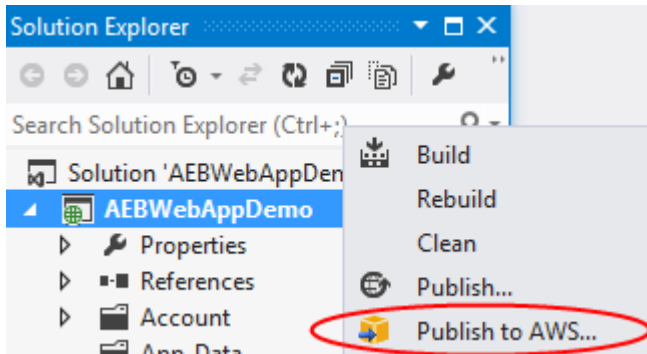 Solution Explorer
Search Solution Explorer (Ctrl+;)
Solution 'AEBWebAppDem
AEBWebAppDemo
Properties
References
Account
App_Data
Build
Rebuild
Clean
Publish...
Publish to AWS...